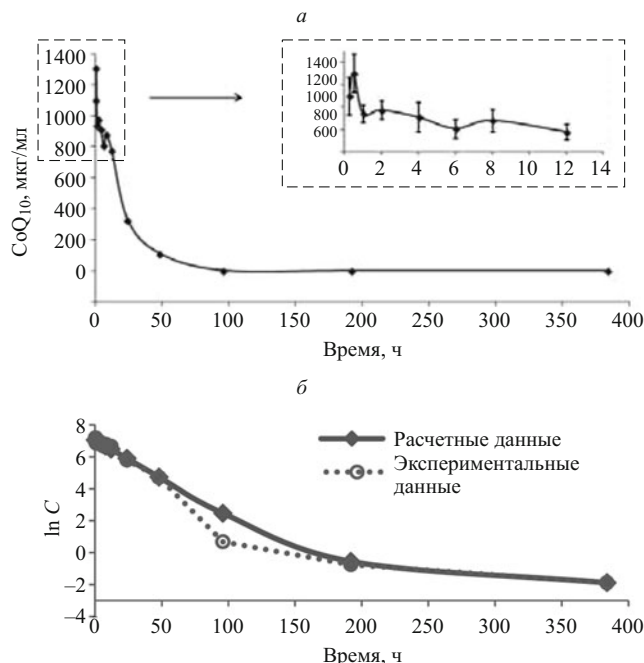 а
1400
1200
1000
800
600
400
200
0
CoQ10, мкг/мл
0 50 100 150 200 250 300 350 400
Время, ч
1400
1200
1000
800
600
0 2 4 6 8 10 12 14
б
8
6
4
2
0
−2
−4
ln C
Расчетные данные
Экспериментальные
данные
0 50 100 150 200 250 300 350 400
Время, ч